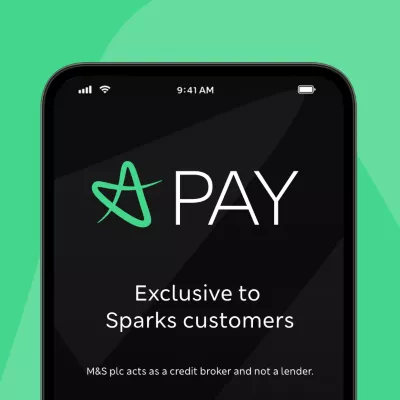 9:41 AM
PAY
Exclusive to
Sparks customers
M&S plc acts as a credit broker and not a lender.